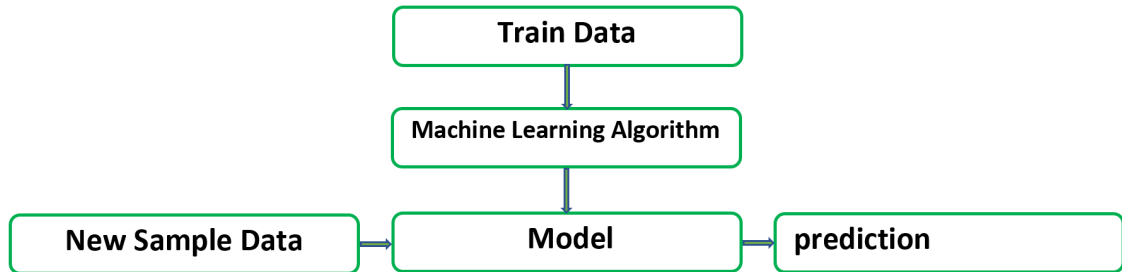 Train Data
Machine Learning Algorithm
New Sample Data
Model
prediction